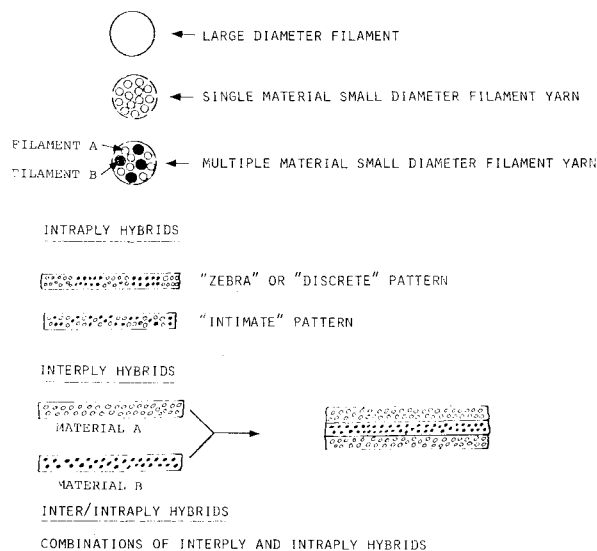 LARGE DIAMETER FILAMENT
SINGLE MATERIAL SMALL DIAMETER FILAMENT YARN
FILAMENT A
FILAMENT B
MULTIPLE MATERIAL SMALL DIAMETER FILAMENT YARN
INTRAPLY HYBRIDS
"ZEBRA" OR "DISCRETE" PATTERN
"INTIMATE" PATTERN
INTERPLY HYBRIDS
MATERIAL A
MATERIAL B
INTER/INTRAPLY HYBRIDS
COMBINATIONS OF INTERPLY AND INTRAPLY HYBRIDS